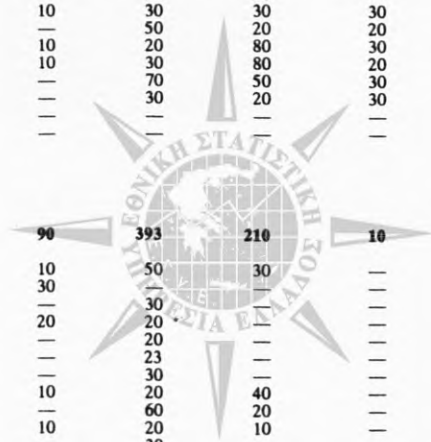 10 30 30 30
— 50 20 20
10 20 80 30
10 30 80 20
— 70 50 30
— 30 20 30
— — — —
— — — —
ΕΘΝΙΚΗ ΣΤΑΤΙΣΤΙΚΗ
ΥΠΗΡΕΣΙΑ ΕΛΛΑΔΟΣ
90 393 210 10
10 50 30 —
30 — — —
— 30 — —
20 20 — —
— 20 — —
— 23 — —
— 30 — —
10 20 40 —
— 60 20 —
10 20 10 —